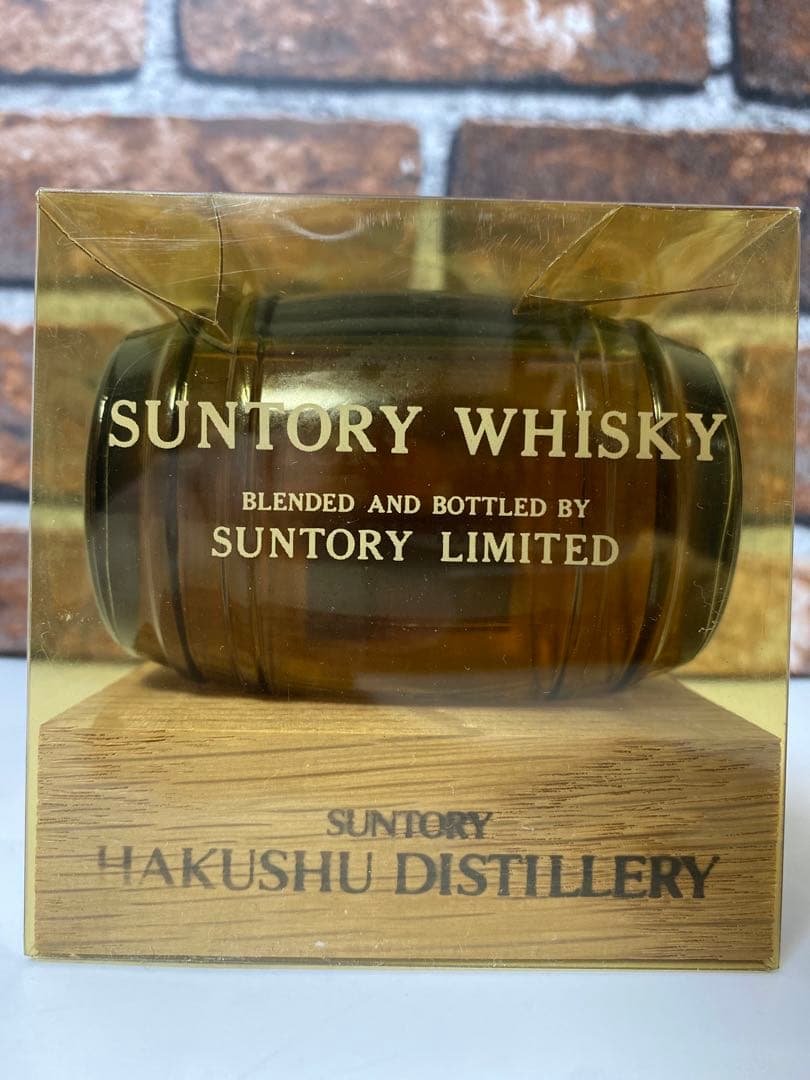 SUNTORY WHISKY
BLENDED AND BOTTLED BY
SUNTORY LIMITED
SUNTORY
HAKUSHU DISTILLERY